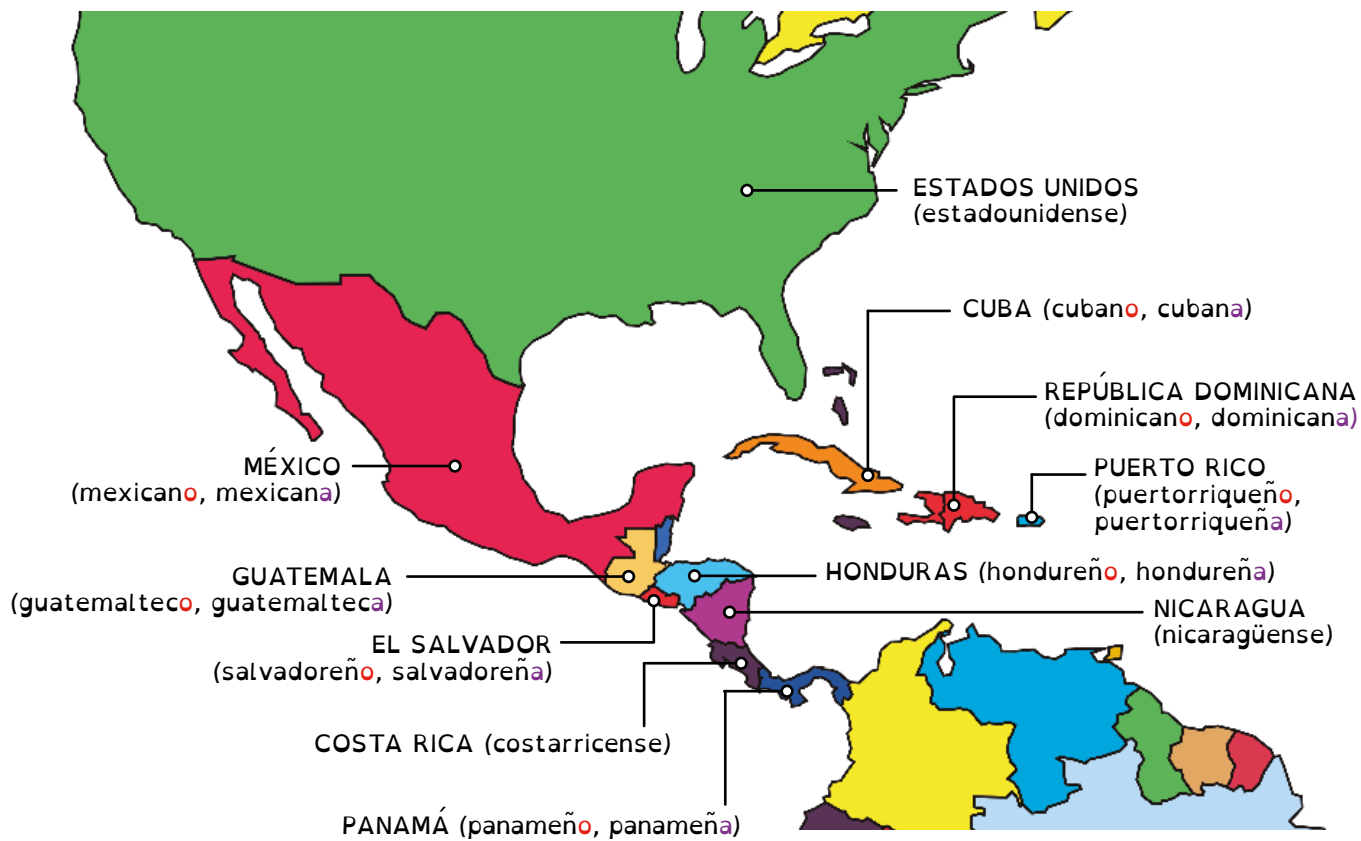 ESTADOS UNIDOS
(estadounidense)
CUBA (cubano, cubana)
REPÚBLICA DOMINICANA
(dominicano, dominicana)
MÉXICO
(mexicano, mexicana)
PUERTO RICO
(puertorriqueño,
puertorriqueña)
GUATEMALA
(guatemalteco, guatemalteca)
HONDURAS (hondureño, hondureña)
NICARAGUA
(nicaragüense)
EL SALVADOR
(salvadoreño, salvadoreña)
COSTA RICA (costarricense)
PANAMÁ (panameño, panameña)